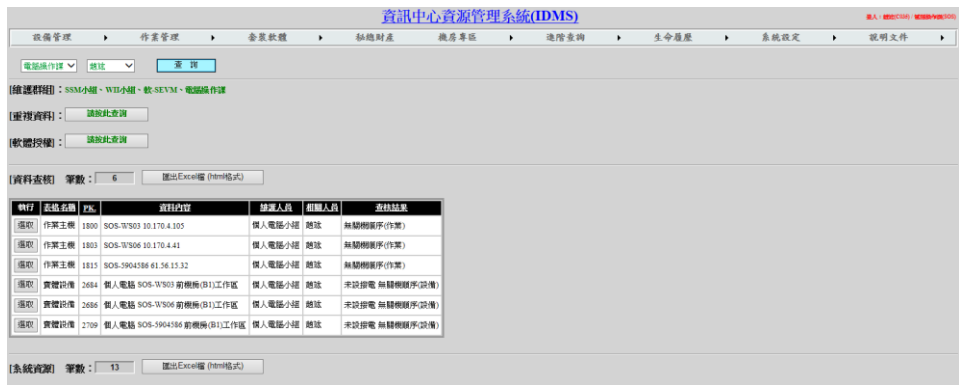 資訊中心資源管理系統(IDMS)
設備管理 作業管理 套裝軟體 秘總財產 機房專區 進階查詢 生命履歷 系統設定 說明文件
電腦操作課 趙竑 查 詢
[維護群組]：SSM小組、WII小組、軟-SEVM、電腦操作課
[重複資料]： 請按此查詢
[軟體授權]： 請按此查詢
[資料查核] 筆數： 6 匯出Excel檔 (html格式)
執行 表格名稱 PK. 資料內容 維護人員 相關人員 查核結果
選取 作業主機 1800 SOS-WS03 10.170.4.105 個人電腦小組 趙竑 無關機順序(作業)
選取 作業主機 1803 SOS-WS06 10.170.4.41 個人電腦小組 趙竑 無關機順序(作業)
選取 作業主機 1815 SOS-5904586 61.56.15.32 個人電腦小組 趙竑 無關機順序(作業)
選取 實體設備 2684 個人電腦 SOS-WS03 前機房(B1)工作區 個人電腦小組 趙竑 未設接電 無關機順序(設備)
選取 實體設備 2686 個人電腦 SOS-WS06 前機房(B1)工作區 個人電腦小組 趙竑 未設接電 無關機順序(設備)
選取 實體設備 2709 個人電腦 SOS-5904586 前機房(B1)工作區 個人電腦小組 趙竑 未設接電 無關機順序(設備)
[系統資源] 筆數： 13 匯出Excel檔 (html格式)